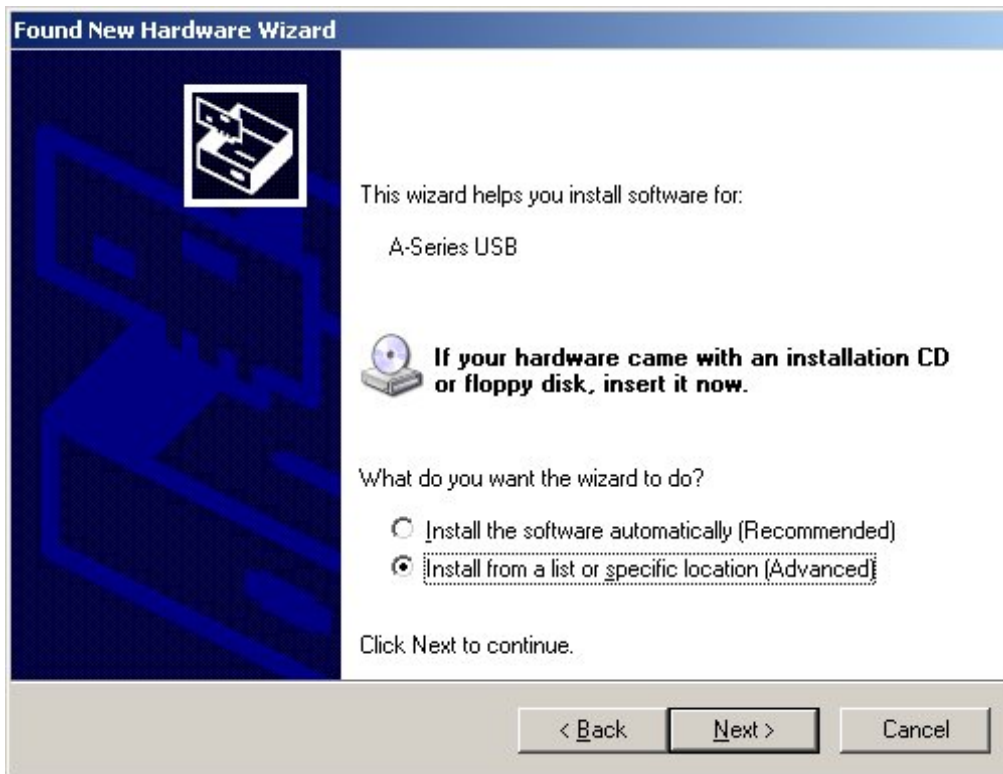 Found New Hardware Wizard
This wizard helps you install software for:
A-Series USB
If your hardware came with an installation CD
or floppy disk, insert it now.
What do you want the wizard to do?
Install the software automatically (Recommended)
Install from a list or specific location (Advanced)
Click Next to continue.
< Back
Next >
Cancel